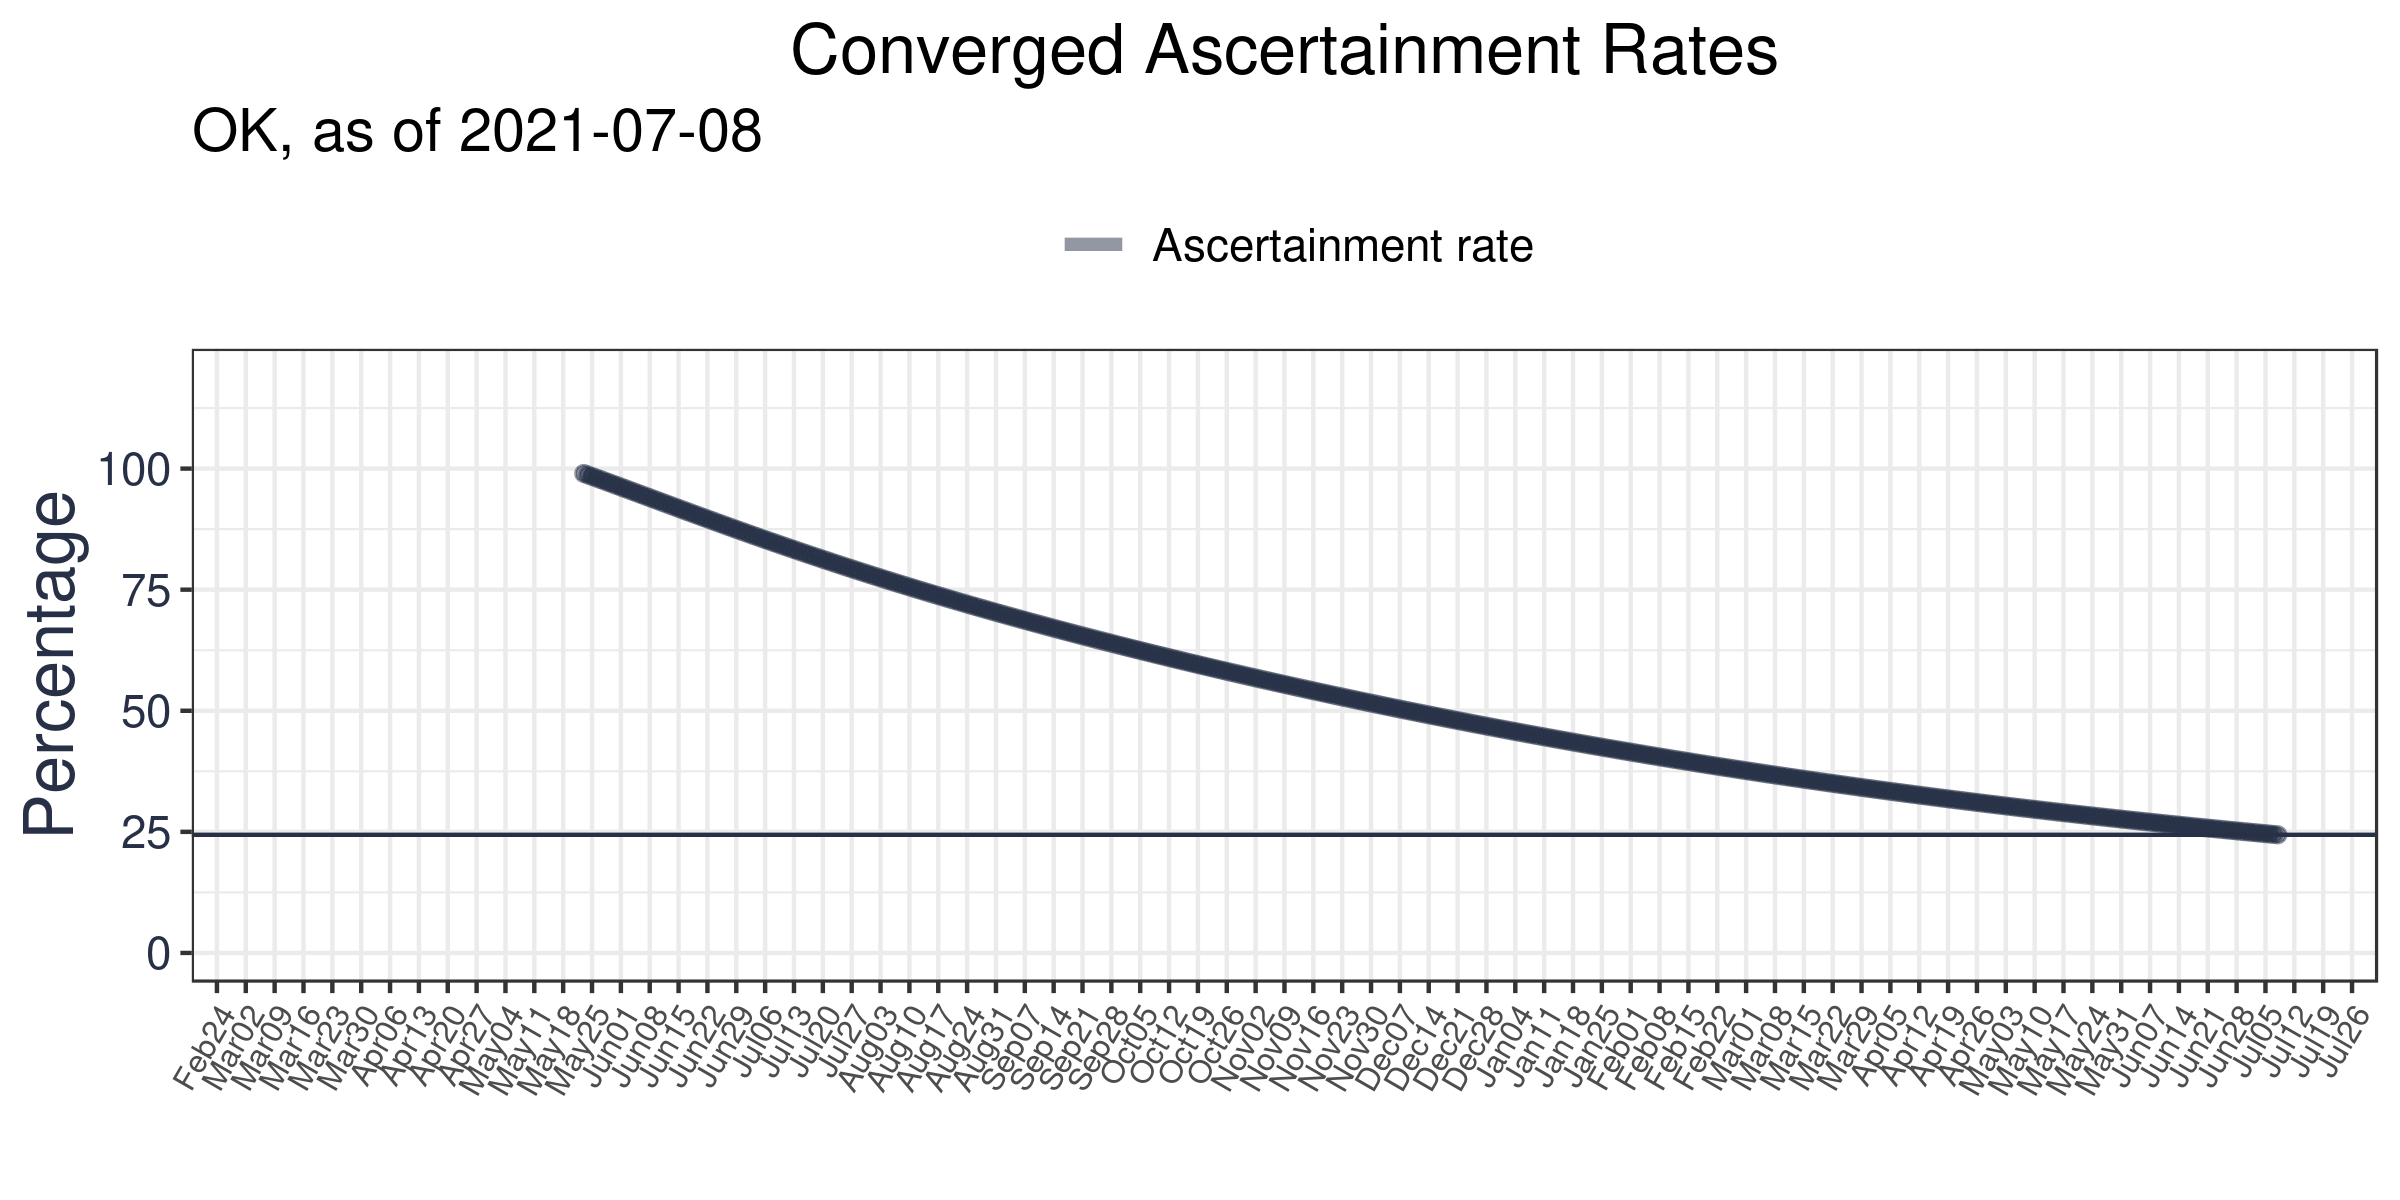 Converged Ascertainment Rates
OK, as of 2021-07-08
Ascertainment rate
Percentage
100
75
50
25
0
Feb24
Mar02
Mar09
Mar16
Mar23
Mar30
Apr06
Apr13
Apr20
Apr27
May04
May11
May18
May25
Jun01
Jun08
Jun15
Jun22
Jun29
Jul06
Jul13
Jul20
Jul27
Aug03
Aug10
Aug17
Aug24
Aug31
Sep07
Sep14
Sep21
Sep28
Oct05
Oct12
Oct19
Oct26
Nov02
Nov09
Nov16
Nov23
Nov30
Dec07
Dec14
Dec21
Dec28
Jan04
Jan11
Jan18
Jan25
Feb01
Feb08
Feb15
Feb22
Mar01
Mar08
Mar15
Mar22
Mar29
Apr05
Apr12
Apr19
Apr26
May03
May10
May17
May24
May31
Jun07
Jun14
Jun21
Jun28
Jul05
Jul12
Jul19
Jul26